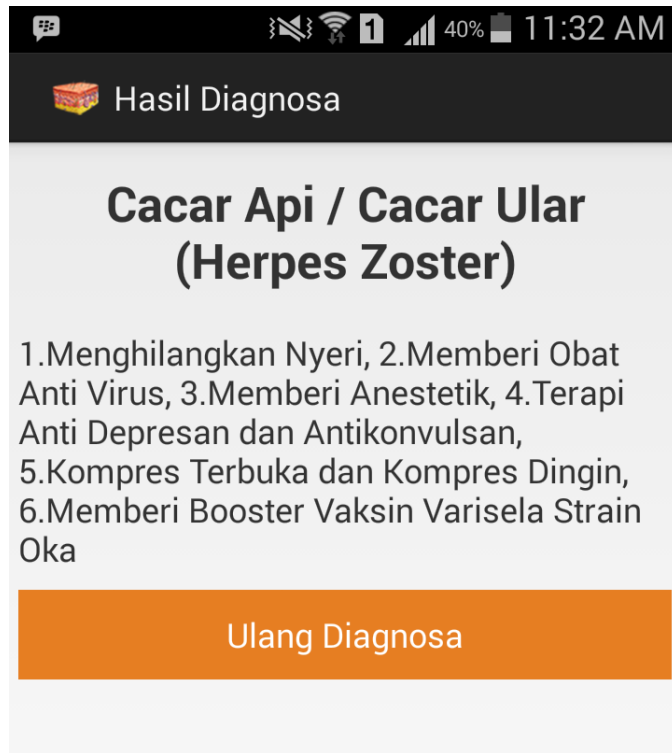 1 40% 11:32 AM
Hasil Diagnosa
Cacar Api / Cacar Ular
(Herpes Zoster)
1.Menghilangkan Nyeri, 2.Memberi Obat
Anti Virus, 3.Memberi Anestetik, 4.Terapi
Anti Depresan dan Antikonvulsan,
5.Kompres Terbuka dan Kompres Dingin,
6.Memberi Booster Vaksin Varisela Strain
Oka
Ulang Diagnosa